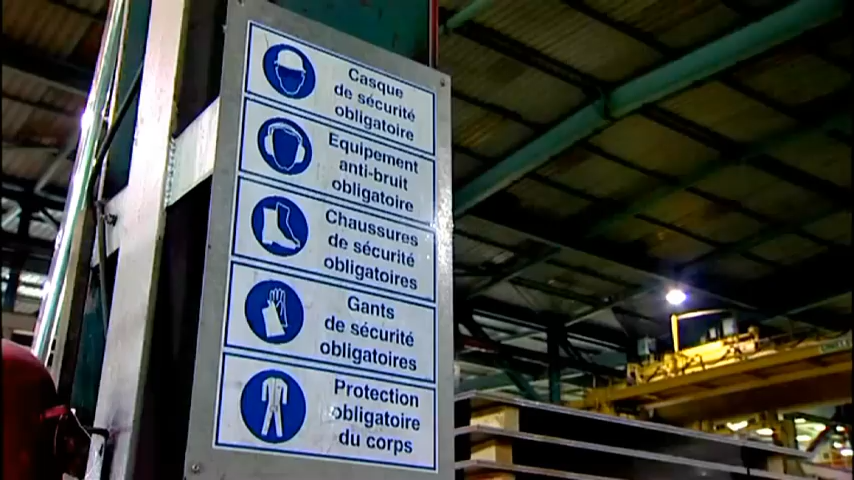 Casque
de sécurité
obligatoire
Equipement
anti-bruit
obligatoire
Chaussures
de sécurité
obligatoires
Gants
de sécurité
obligatoires
Protection
obligatoire
du corps